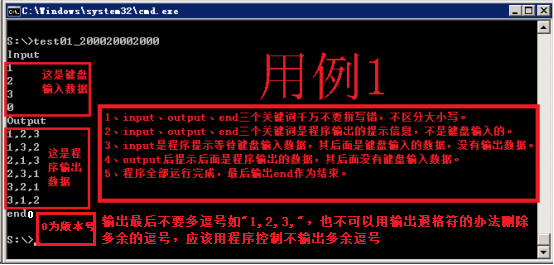 C:\Windows\system32\cmd.exe
S:\>test01_200020002000
Input
1
2
3
0
这是键盘
输入数据
用例1
Output
1,2,3
1,3,2
2,1,3
2,3,1
3,2,1
3,1,2
end0
这是程
序输出
数据
1、input、output、end三个关键词千万不要拼写错，不区分大小写。
2、input、output、end三个关键词是程序输出的提示信息，不是键盘输入的。
3、input是程序提示等待键盘输入数据，其后面是键盘输入的数据，没有输出数据。
4、output后提示后面是程序输出的数据，其后面没有键盘输入数据。
5、程序全部运行完成，最后输出end作为结束。
0为版本号
输出最后不要多逗号如"1,2,3,"，也不可以用输出退格符的办法删除
多余的逗号，应该用程序控制不输出多余逗号
S:\>